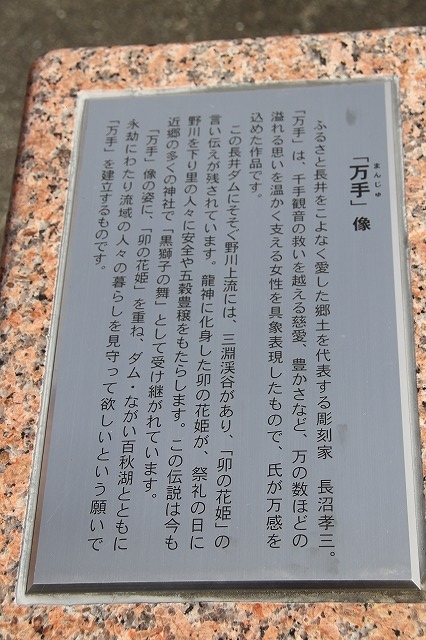 まんじゅ
「万手」像
ふるさと長井をこよなく愛した郷土を代表する彫刻家　長沼孝三。
「万手」は、千手観音の救いを越える慈愛、豊かさなど、万の数ほどの
溢れる思いを温かく支える女性を具象表現したもので、氏が万感を
込めた作品です。
この長井ダムにそそぐ野川上流には、三淵渓谷があり、「卯の花姫」の
言い伝えが残されています。龍神に化身した卯の花姫が、祭礼の日に
野川を下り里の人々に安全や五穀豊穣をもたらします。この伝説は今も
近郷の多くの神社で「黒獅子の舞」として受け継がれています。
「万手」像の姿に、「卯の花姫」を重ね、ダム・ながい百秋湖とともに
永劫にわたり流域の人々の暮らしを見守って欲しいという願いで
「万手」を建立するものです。